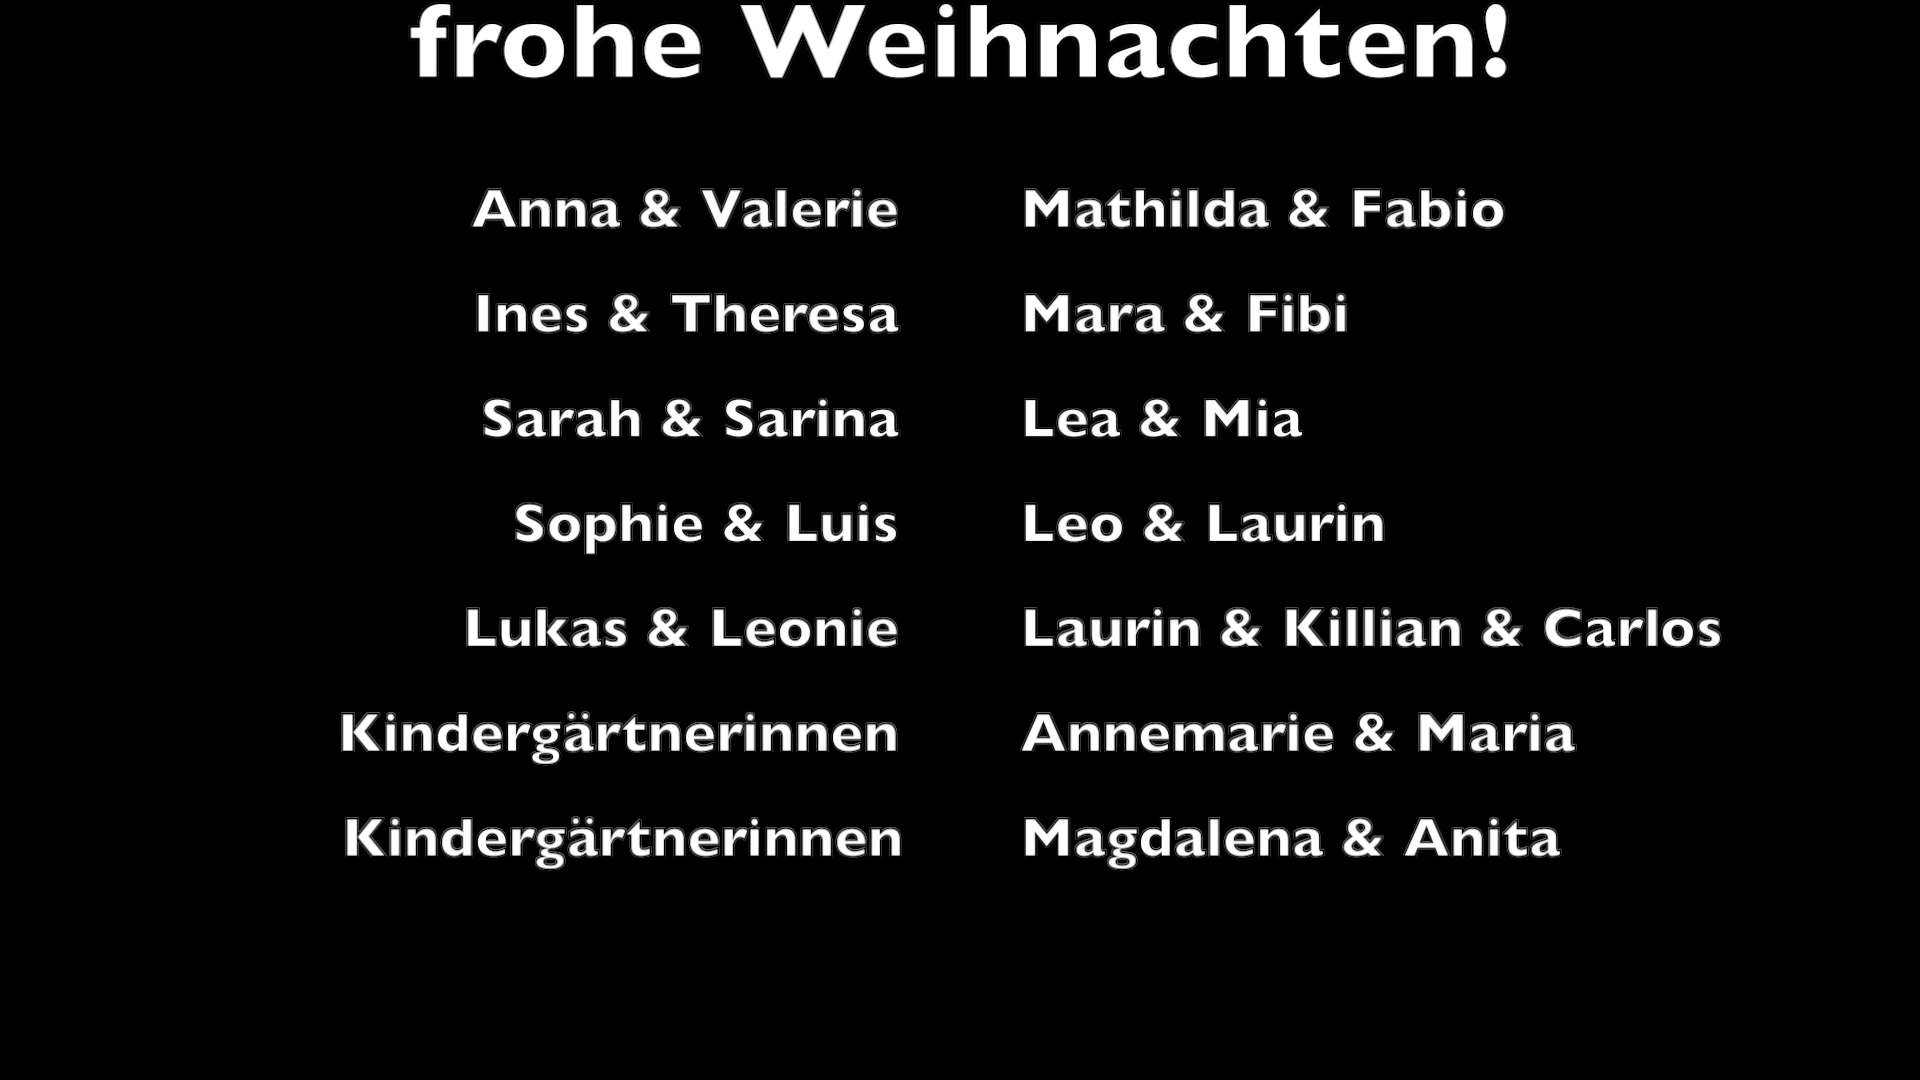 frohe Weihnachten!
Anna & Valerie Mathilda & Fabio
Ines & Theresa Mara & Fibi
Sarah & Sarina Lea & Mia
Sophie & Luis Leo & Laurin
Lukas & Leonie Laurin & Killian & Carlos
Kindergärtnerinnen Annemarie & Maria
Kindergärtnerinnen Magdalena & Anita